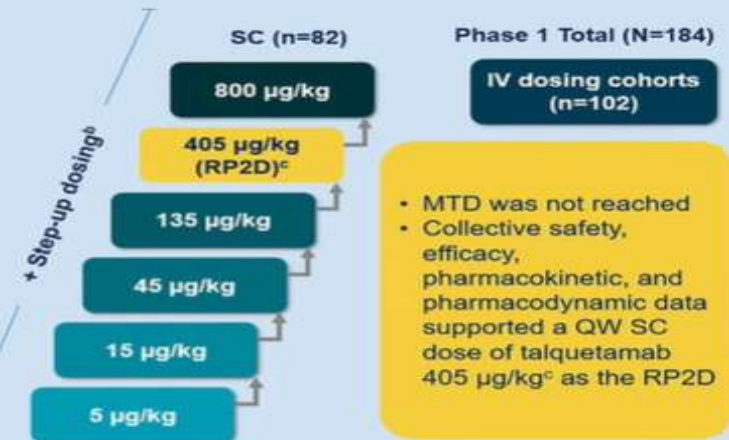 SC (n=82)
Phase 1 Total (N=184)
800 µg/kg
405 µg/kg
(RP2D)ᶜ
135 µg/kg
45 µg/kg
15 µg/kg
5 µg/kg
+ Step-up dosingᵇ
IV dosing cohorts
(n=102)
• MTD was not reached
• Collective safety,
efficacy,
pharmacokinetic, and
pharmacodynamic data
supported a QW SC
dose of talquetamab
405 µg/kgᶜ as the RP2D